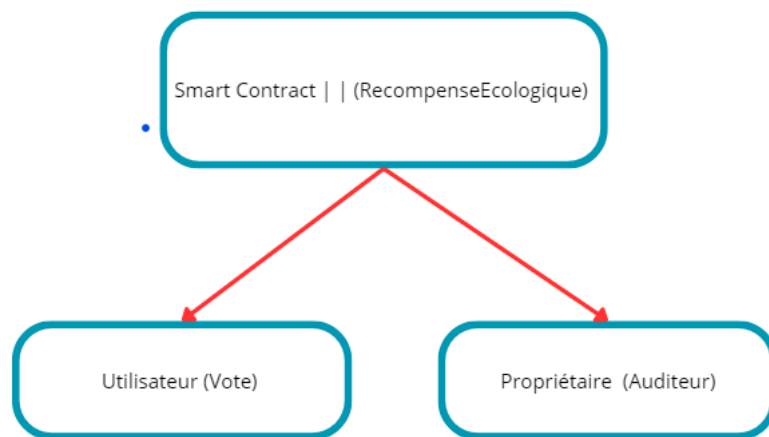 Smart Contract | | (RecompenseEcologique)
Utilisateur (Vote)
Propriétaire (Auditeur)